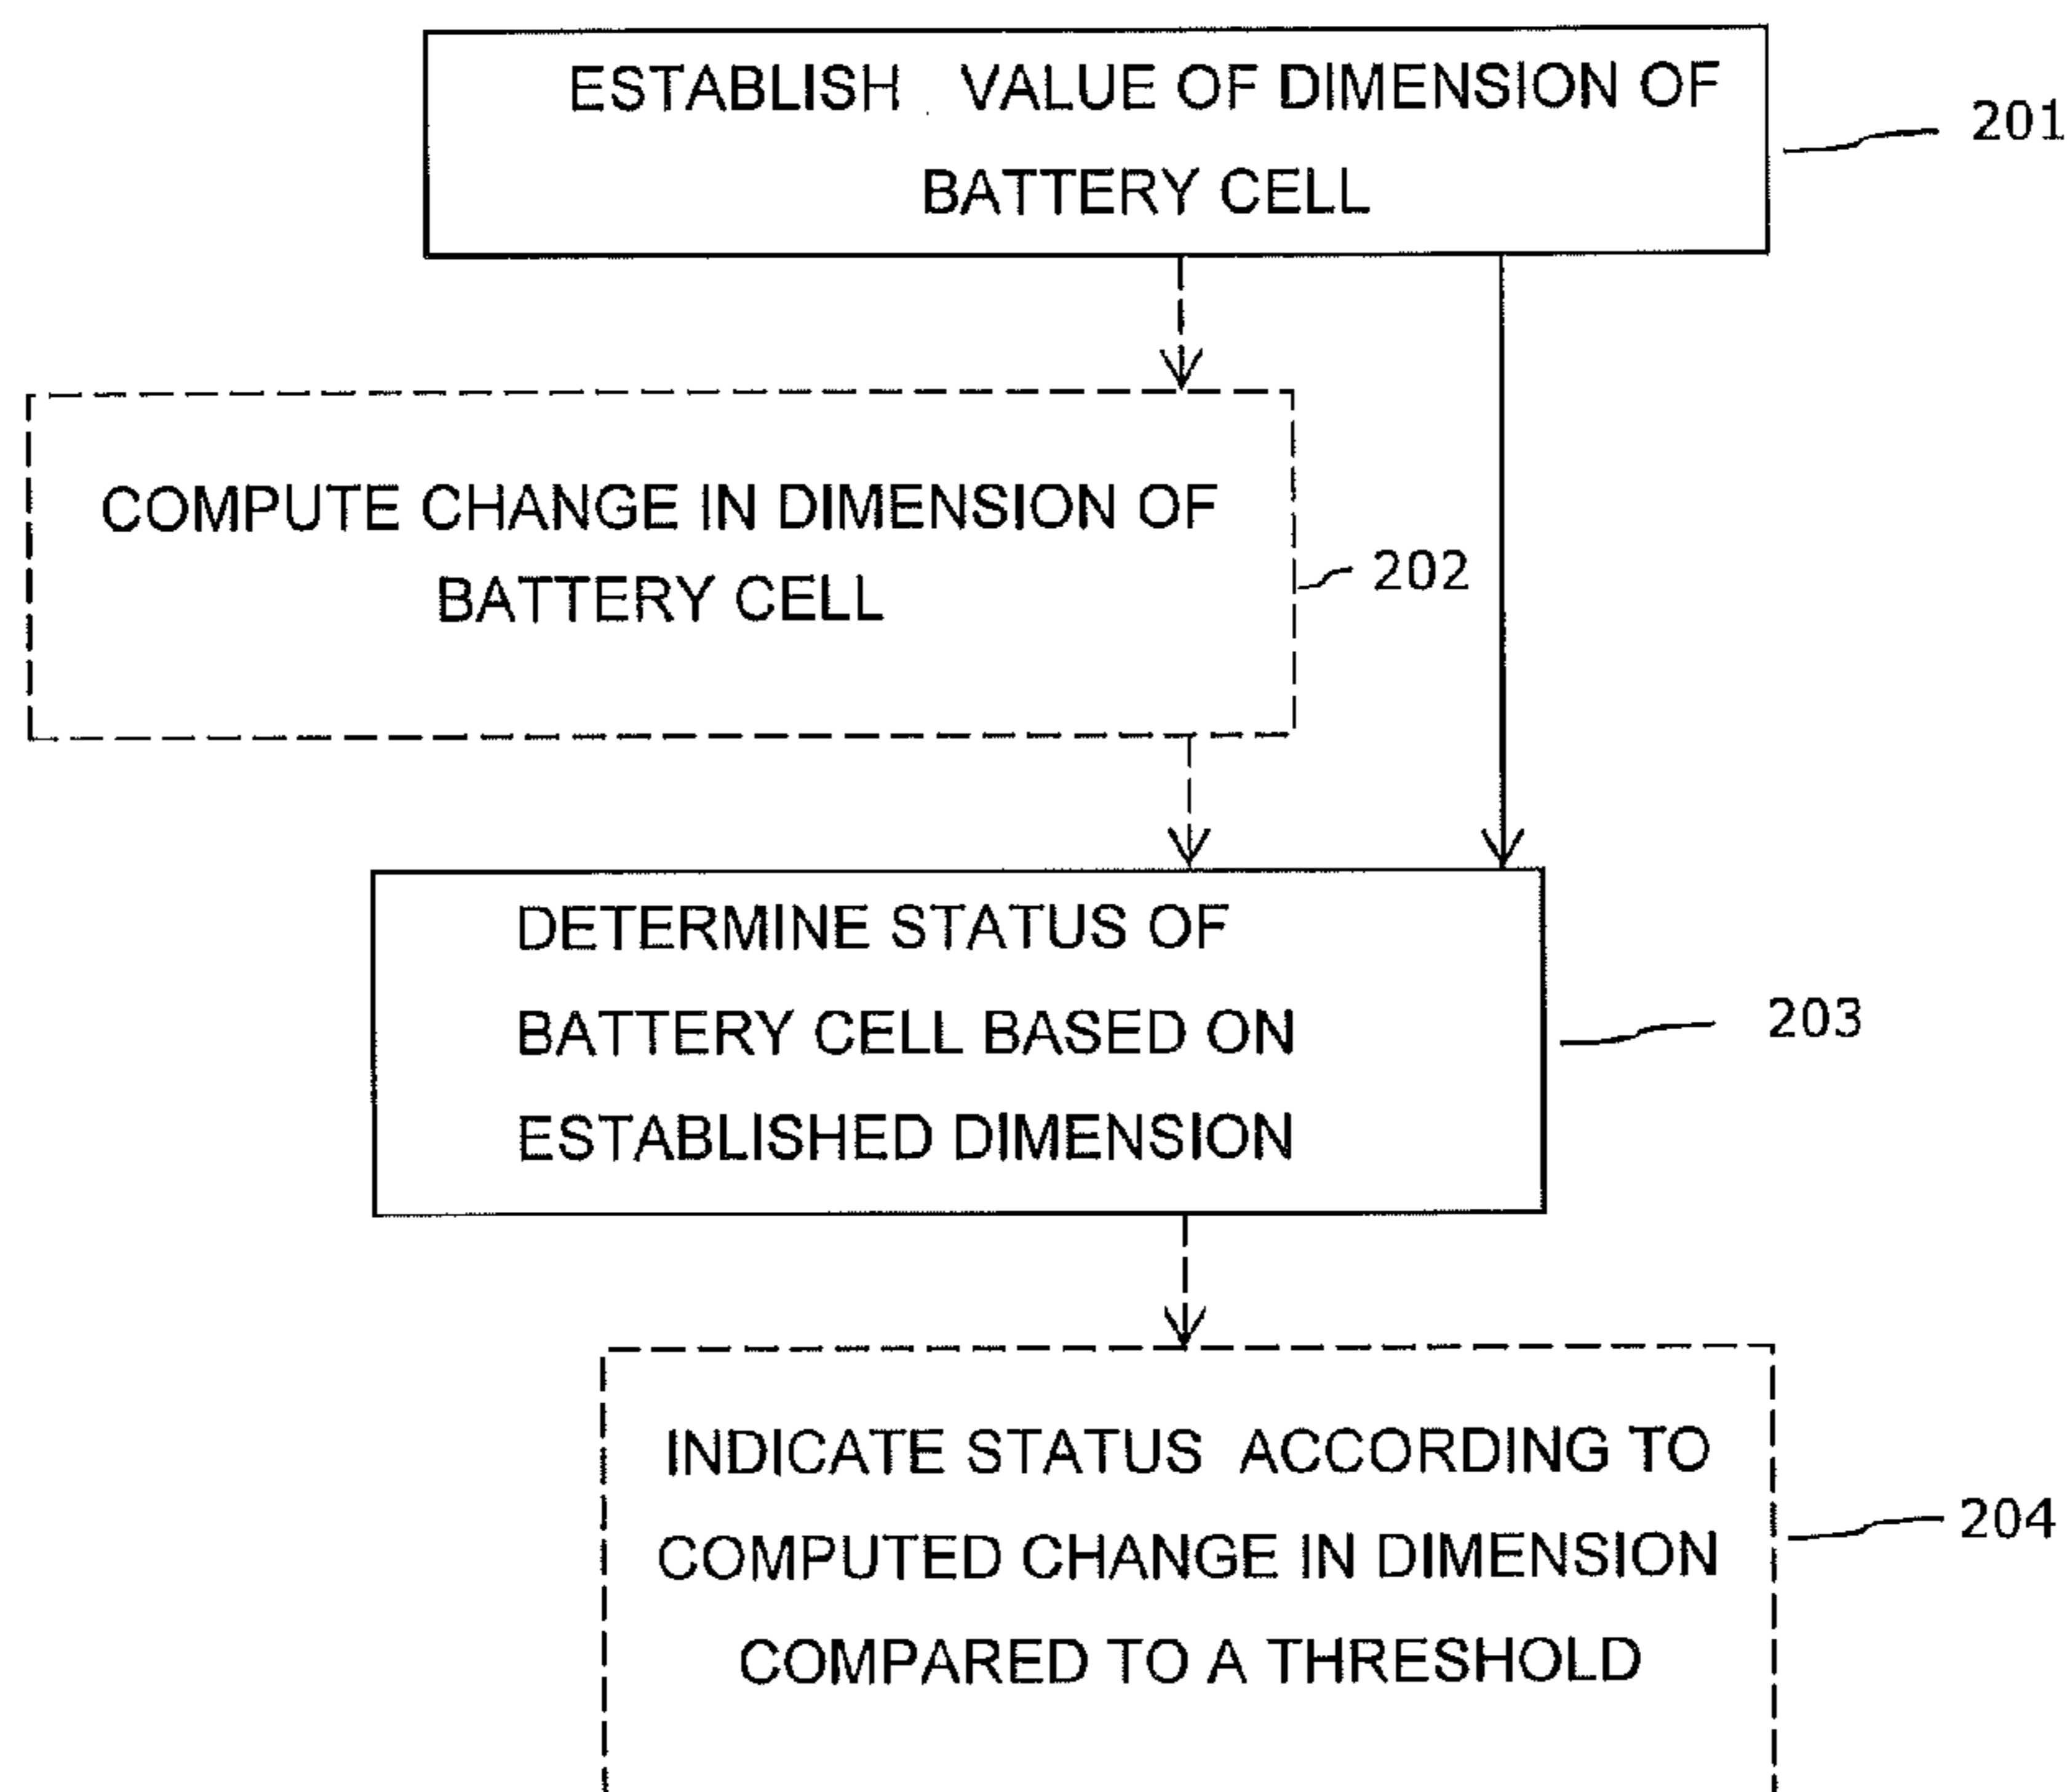 ESTABLISH VALUE OF DIMENSION OF
BATTERY CELL
201
COMPUTE CHANGE IN DIMENSION OF
BATTERY CELL
202
DETERMINE STATUS OF
BATTERY CELL BASED ON
ESTABLISHED DIMENSION
203
INDICATE STATUS ACCORDING TO
COMPUTED CHANGE IN DIMENSION
COMPARED TO A THRESHOLD
204